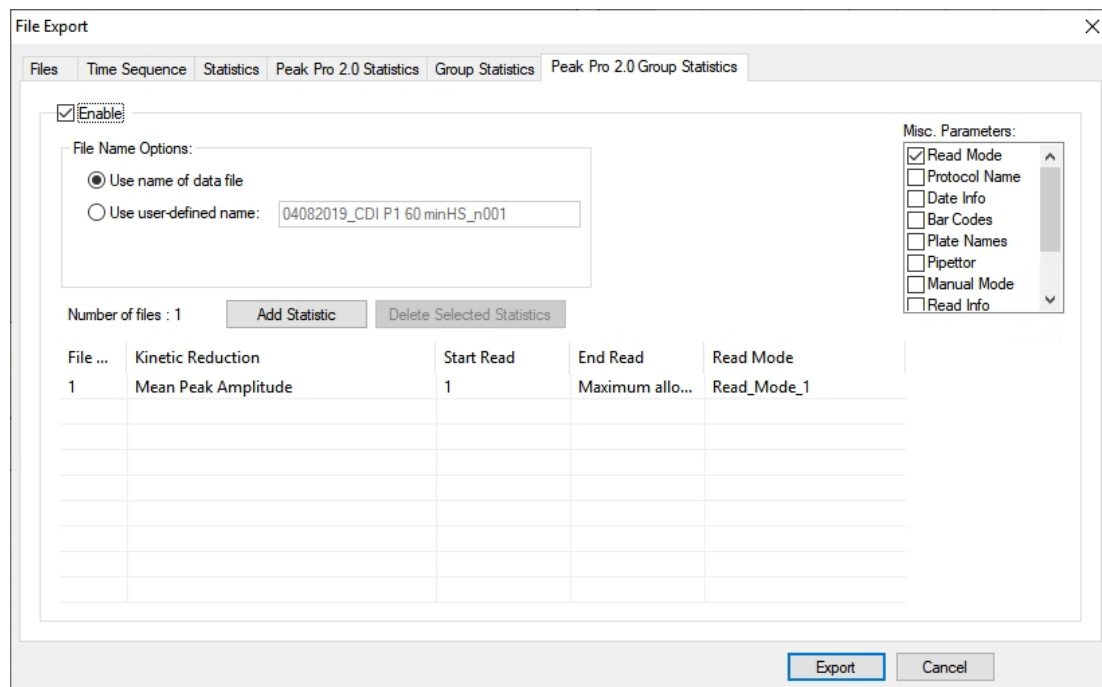 File Export
Files Time Sequence Statistics Peak Pro 2.0 Statistics Group Statistics Peak Pro 2.0 Group Statistics
Enable
Misc. Parameters:
File Name Options:
Read Mode
Use name of data file
Protocol Name
Date Info
Use user-defined name: 04082019_CDI P1 60 minHS_n001
Bar Codes
Plate Names
Pipettor
Manual Mode
Read Info
Number of files : 1 Add Statistic Delete Selected Statistics
File ... Kinetic Reduction Start Read End Read Read Mode
1 Mean Peak Amplitude 1 Maximum allo... Read_Mode_1
Export Cancel